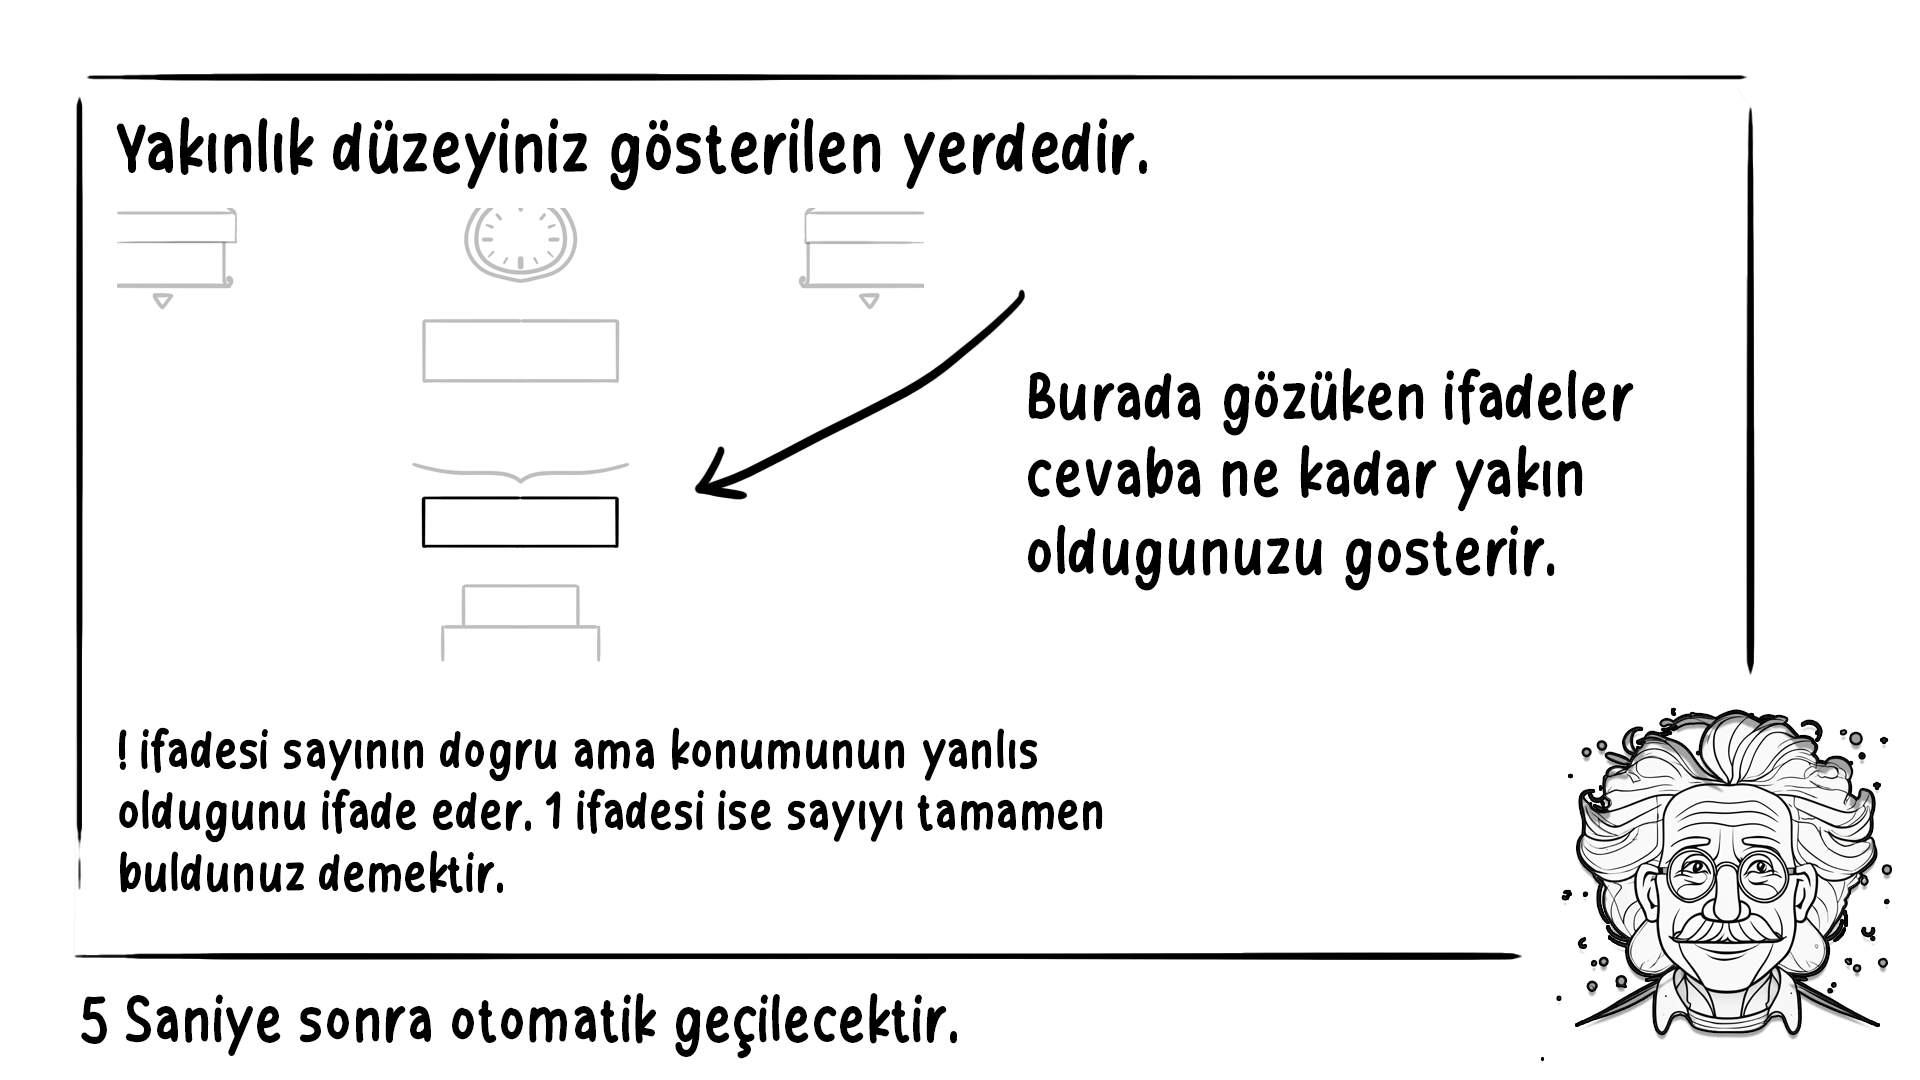 Yakınlık düzeyiniz gösterilen yerdedir.
Burada gözüken ifadeler
cevaba ne kadar yakın
oldugunuzu gosterir.
! ifadesi sayının dogru ama konumunun yanlıs
oldugunu ifade eder. 1 ifadesi ise sayıyı tamamen
buldunuz demektir.
5 Saniye sonra otomatik geçilecektir.